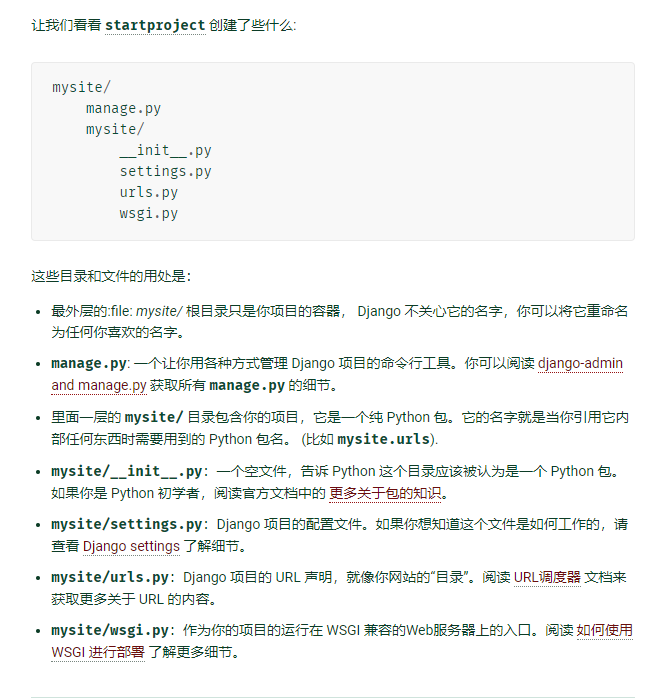 让我们看看 startproject 创建了些什么:
mysite/
    manage.py
    mysite/
        __init__.py
        settings.py
        urls.py
        wsgi.py
这些目录和文件的用处是：
• 最外层的:file: mysite/ 根目录只是你项目的容器， Django 不关心它的名字，你可以将它重命名
为任何你喜欢的名字。
• manage.py: 一个让你用各种方式管理 Django 项目的命令行工具。你可以阅读 django-admin
and manage.py 获取所有 manage.py 的细节。
• 里面一层的 mysite/ 目录包含你的项目，它是一个纯 Python 包。它的名字就是当你引用它内
部任何东西时需要用到的 Python 包名。 (比如 mysite.urls).
• mysite/__init__.py：一个空文件，告诉 Python 这个目录应该被认为是一个 Python 包。
如果你是 Python 初学者，阅读官方文档中的 更多关于包的知识。
• mysite/settings.py：Django 项目的配置文件。如果你想知道这个文件是如何工作的，请
查看 Django settings 了解细节。
• mysite/urls.py：Django 项目的 URL 声明，就像你网站的“目录”。阅读 URL调度器 文档来
获取更多关于 URL 的内容。
• mysite/wsgi.py：作为你的项目的运行在 WSGI 兼容的Web服务器上的入口。阅读 如何使用
WSGI 进行部署 了解更多细节。